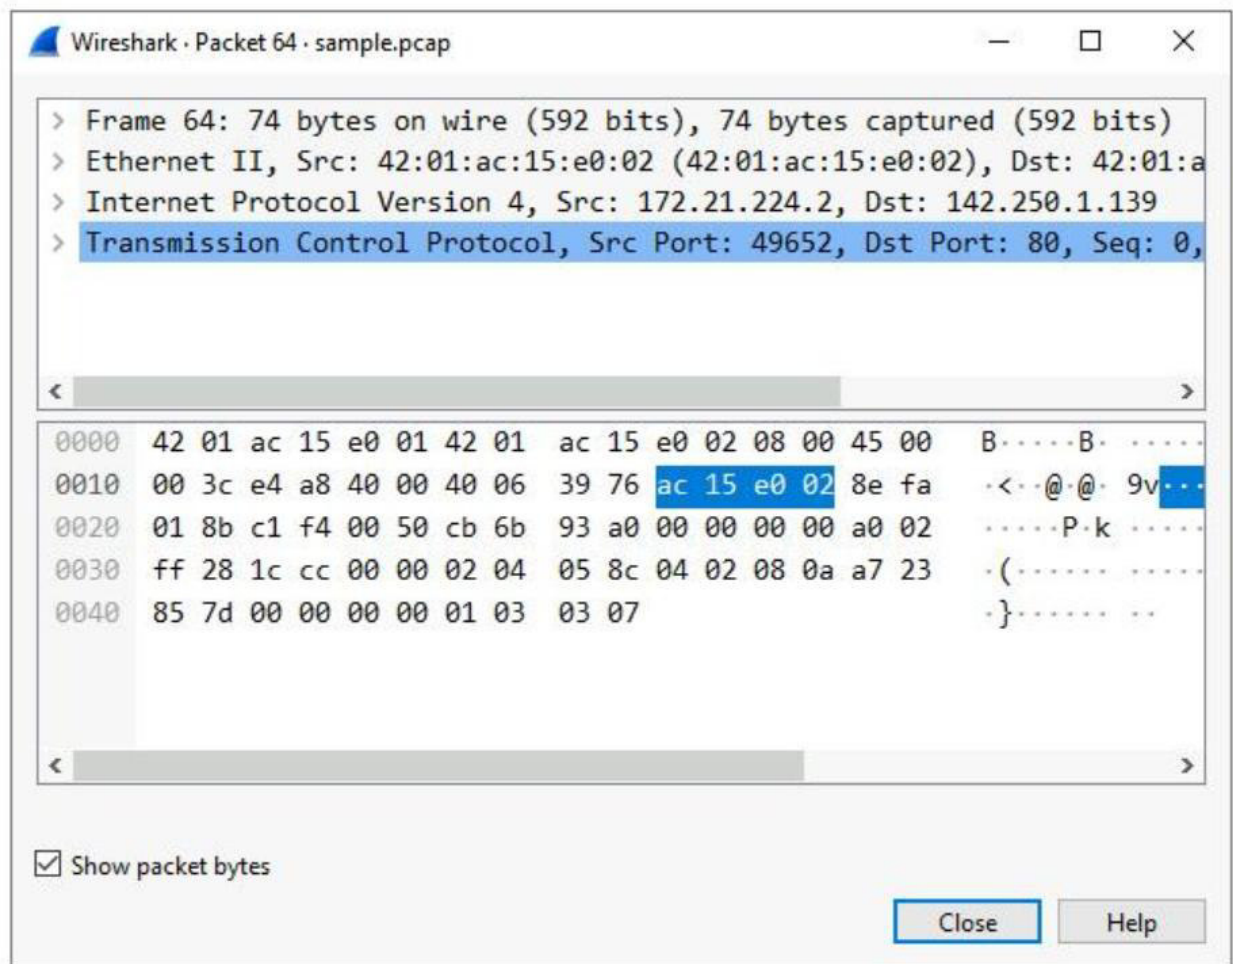 Wireshark · Packet 64 · sample.pcap
> Frame 64: 74 bytes on wire (592 bits), 74 bytes captured (592 bits)
> Ethernet II, Src: 42:01:ac:15:e0:02 (42:01:ac:15:e0:02), Dst: 42:01:a
> Internet Protocol Version 4, Src: 172.21.224.2, Dst: 142.250.1.139
> Transmission Control Protocol, Src Port: 49652, Dst Port: 80, Seq: 0,
0000 42 01 ac 15 e0 01 42 01 ac 15 e0 02 08 00 45 00 B·····B· ·····
0010 00 3c e4 a8 40 00 40 06 39 76 ac 15 e0 02 8e fa ·<··@·@· 9v···
0020 01 8b c1 f4 00 50 cb 6b 93 a0 00 00 00 00 a0 02 ·····P·k ·····
0030 ff 28 1c cc 00 00 02 04 05 8c 04 02 08 0a a7 23 ·(······ ·····
0040 85 7d 00 00 00 00 01 03 03 07 ·}······ ··
Show packet bytes
Close Help